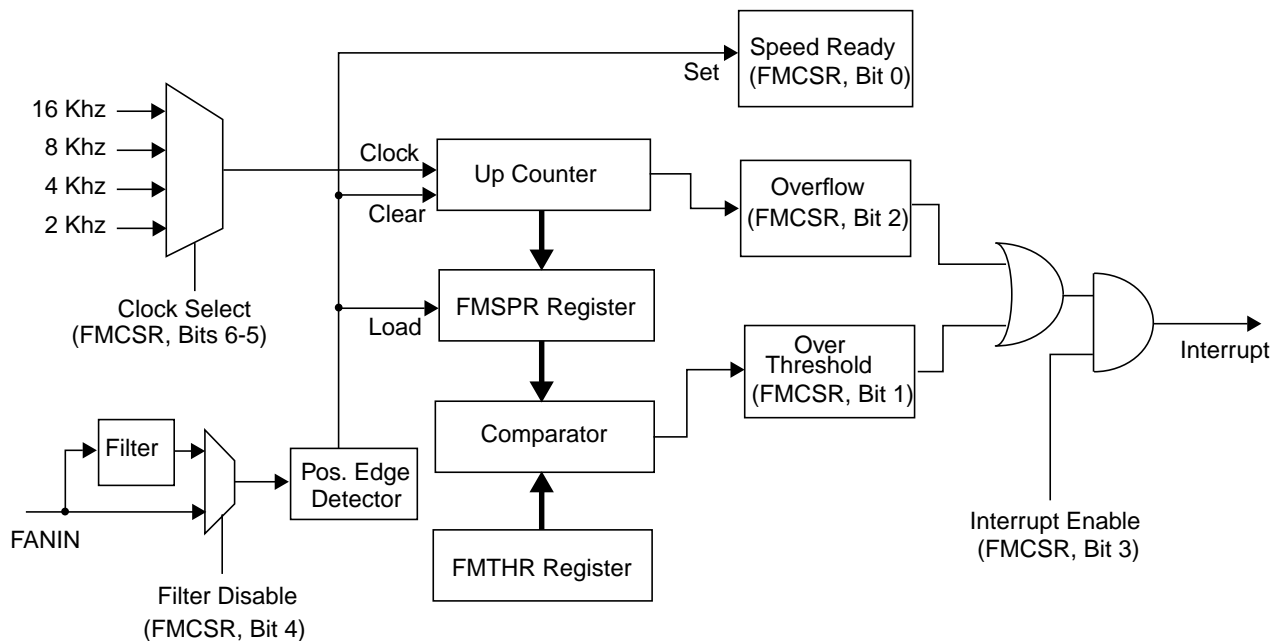 Speed Ready
(FMCSR, Bit 0)
Set
16 Khz
8 Khz
4 Khz
2 Khz
Clock
Clear
Up Counter
Overflow
(FMCSR, Bit 2)
Clock Select
(FMCSR, Bits 6-5)
Load
FMSPR Register
Over
Threshold
(FMCSR, Bit 1)
Interrupt
Filter
Pos. Edge
Detector
Comparator
FANIN
Interrupt Enable
(FMCSR, Bit 3)
FMTHR Register
Filter Disable
(FMCSR, Bit 4)